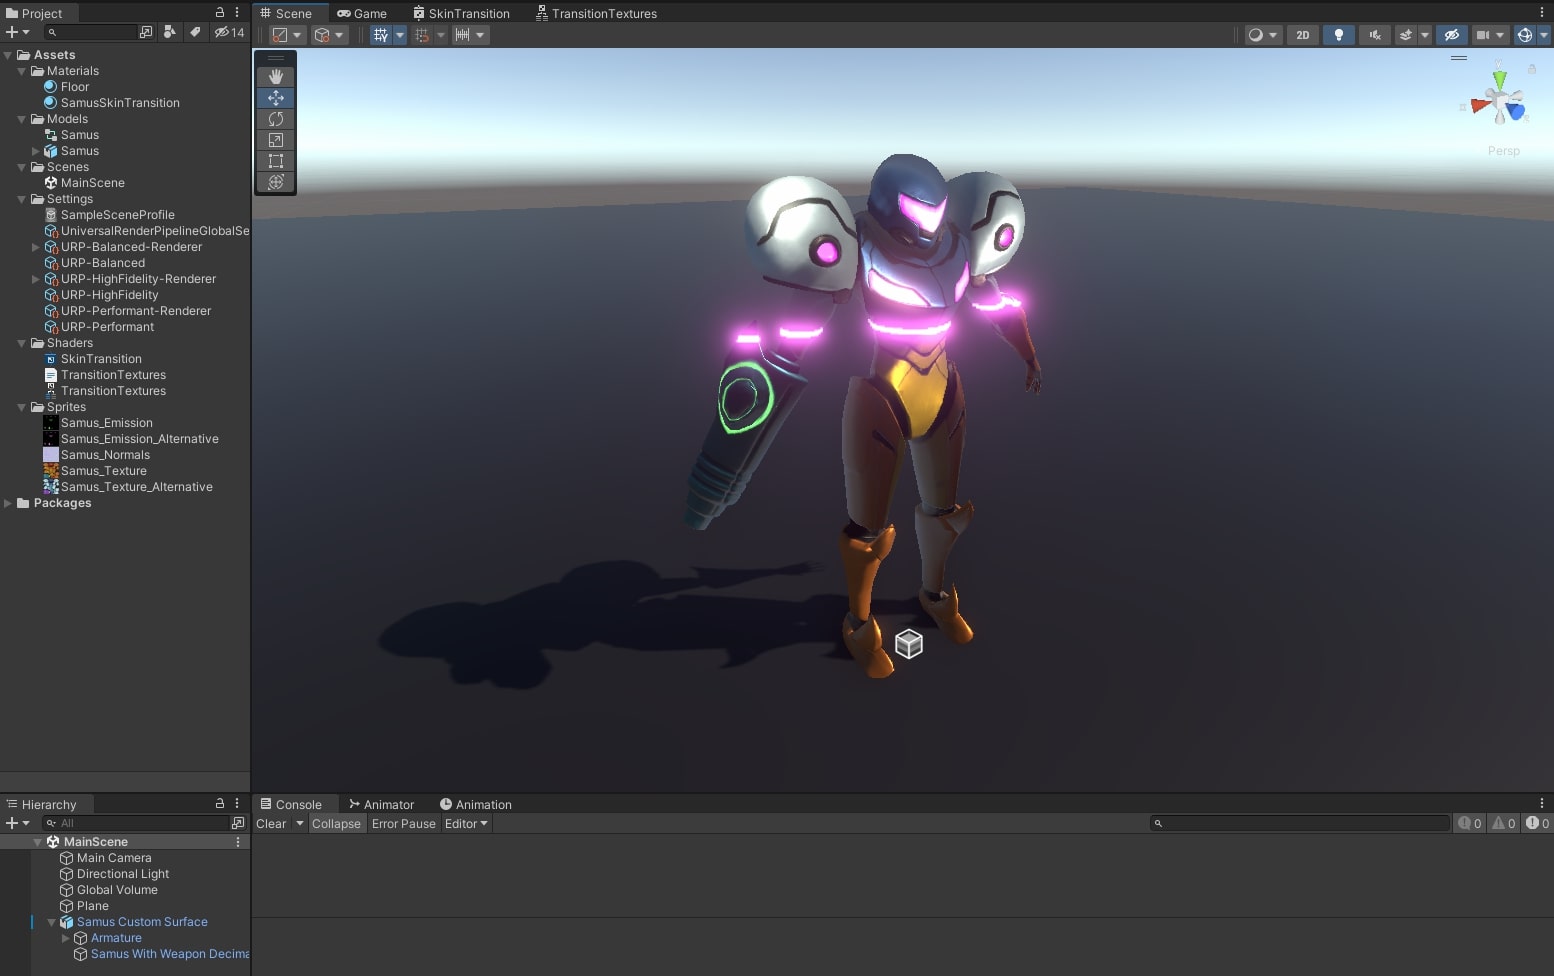 Project
14
Assets
Materials
Floor
SamusSkinTransition
Models
Samus
Samus
Scenes
MainScene
Settings
SampleSceneProfile
UniversalRenderPipelineGlobalSe
URP-Balanced-Renderer
URP-Balanced
URP-HighFidelity-Renderer
URP-HighFidelity
URP-Performant-Renderer
URP-Performant
Shaders
SkinTransition
TransitionTextures
TransitionTextures
Sprites
Samus_Emission
Samus_Emission_Alternative
Samus_Normals
Samus_Texture
Samus_Texture_Alternative
Packages
Scene Game SkinTransition TransitionTextures
2D
Persp
Hierarchy
All
MainScene
Main Camera
Directional Light
Global Volume
Plane
Samus Custom Surface
Armature
Samus With Weapon Decima
Console Animator Animation
Clear Collapse Error Pause Editor 0 0 0